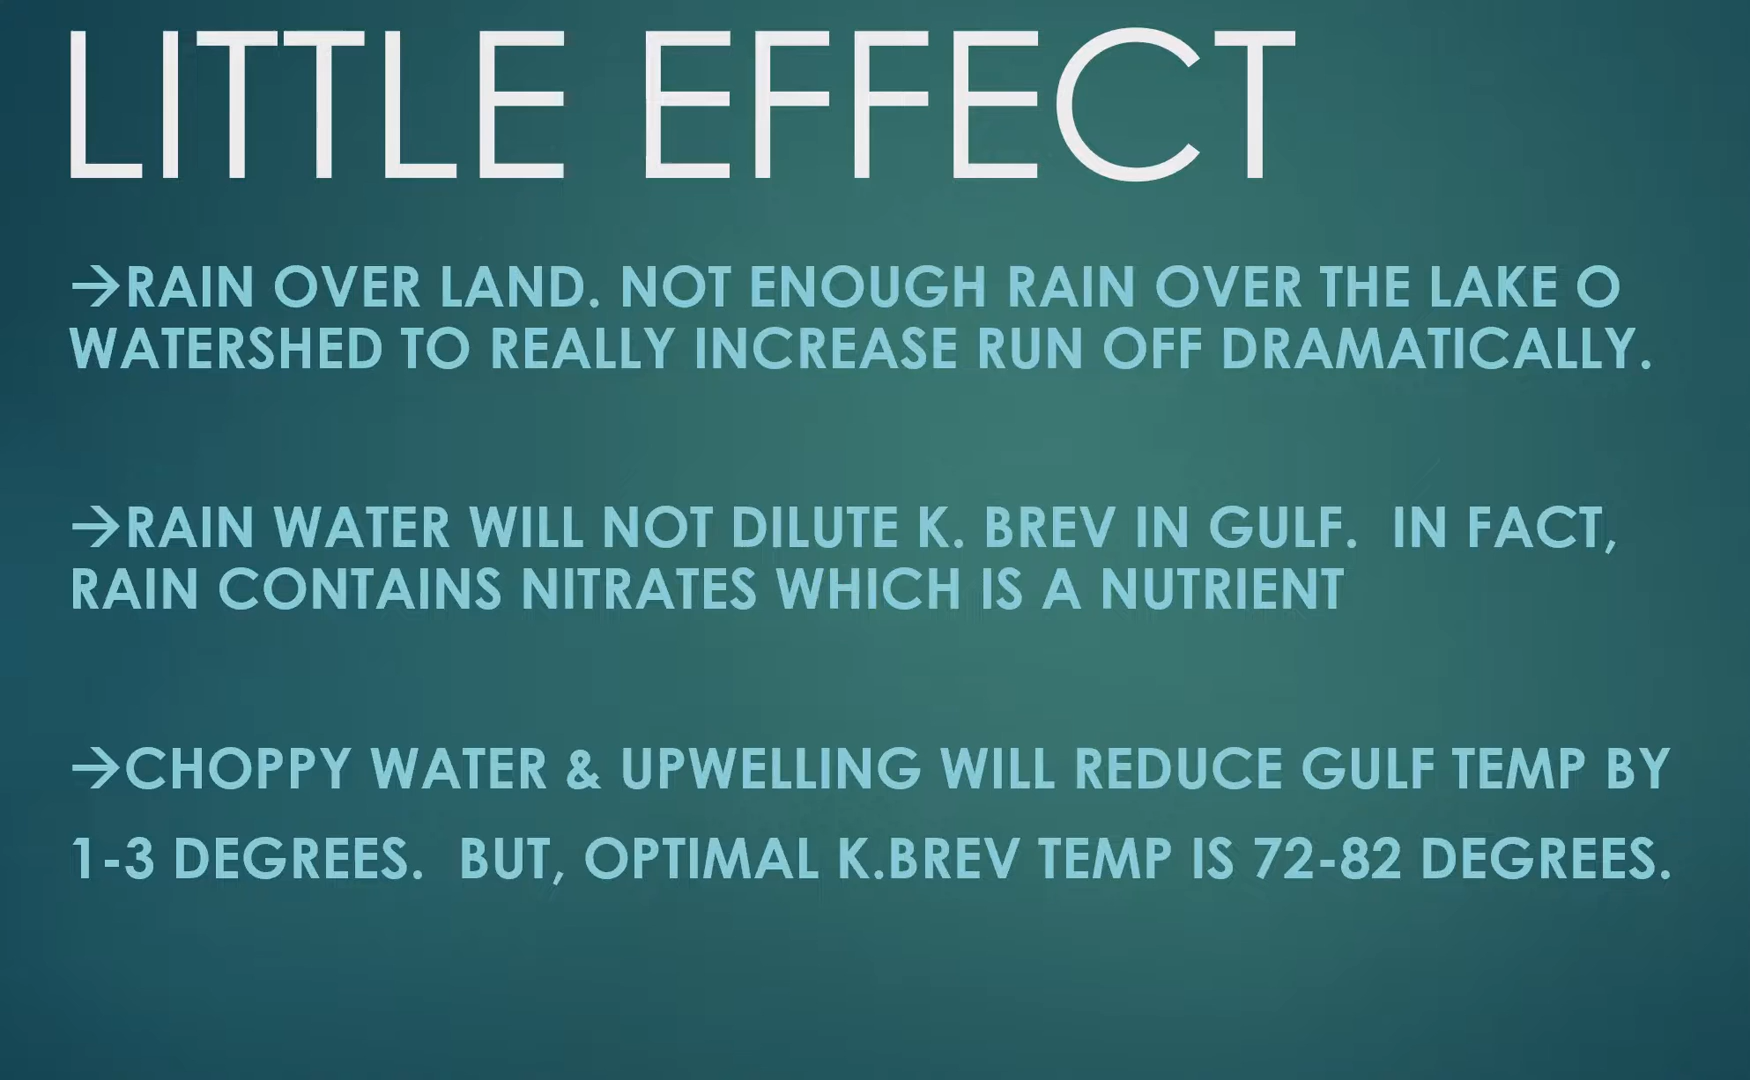 LITTLE EFFECT
→RAIN OVER LAND. NOT ENOUGH RAIN OVER THE LAKE O
WATERSHED TO REALLY INCREASE RUN OFF DRAMATICALLY.
→RAIN WATER WILL NOT DILUTE K. BREV IN GULF.  IN FACT,
RAIN CONTAINS NITRATES WHICH IS A NUTRIENT
→CHOPPY WATER & UPWELLING WILL REDUCE GULF TEMP BY
1-3 DEGREES.  BUT, OPTIMAL K.BREV TEMP IS 72-82 DEGREES.